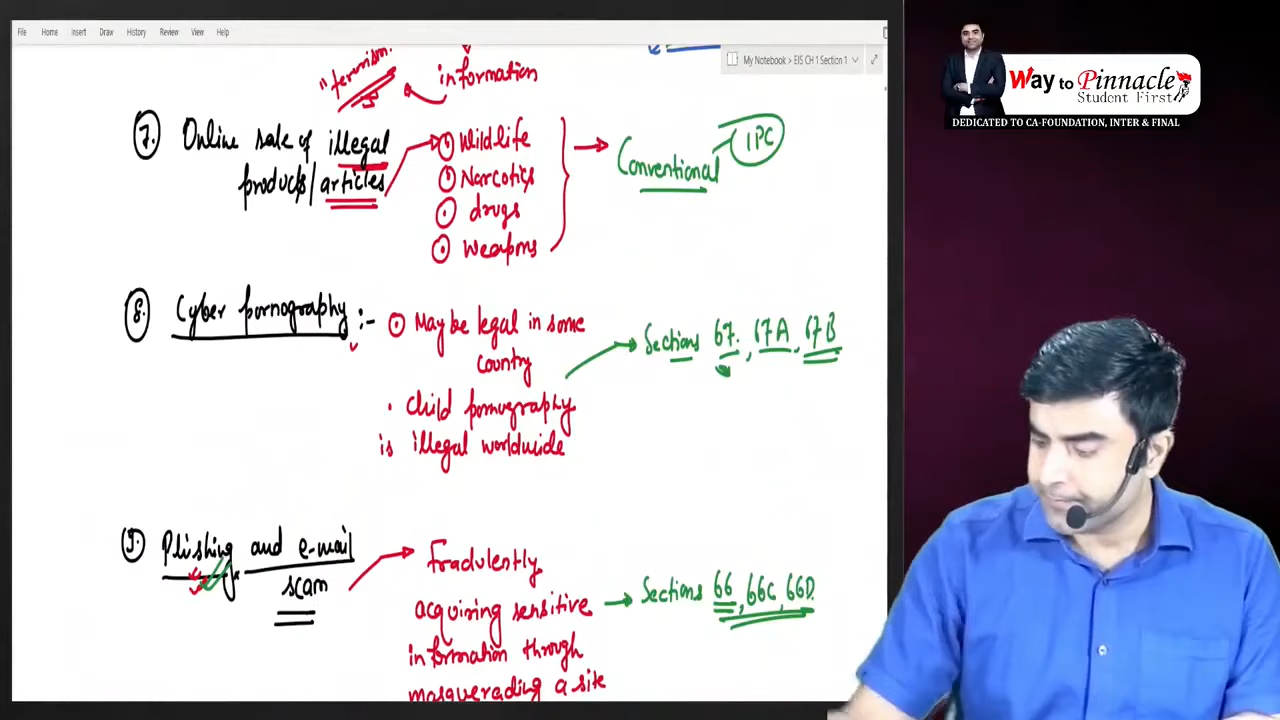 File Home Insert Draw History Review View Help
My Notebook > EIS CH 1 Section 1
Way to Pinnacle
Student First
DEDICATED TO CA-FOUNDATION, INTER & FINAL
"terrorism.
information
7. Online sale of illegal
products/articles
Wildlife
Narcotics
drugs
Weapons
Conventional
IPC
8. Cyber pornography :-
May be legal in some
country
Child pornography
is illegal worldwide
Sections 67, 67A, 67B
9. Phishing and e-mail
scam
Fradulently
acquiring sensitive
information through
masquerading a site
Sections 66, 66C, 66D.